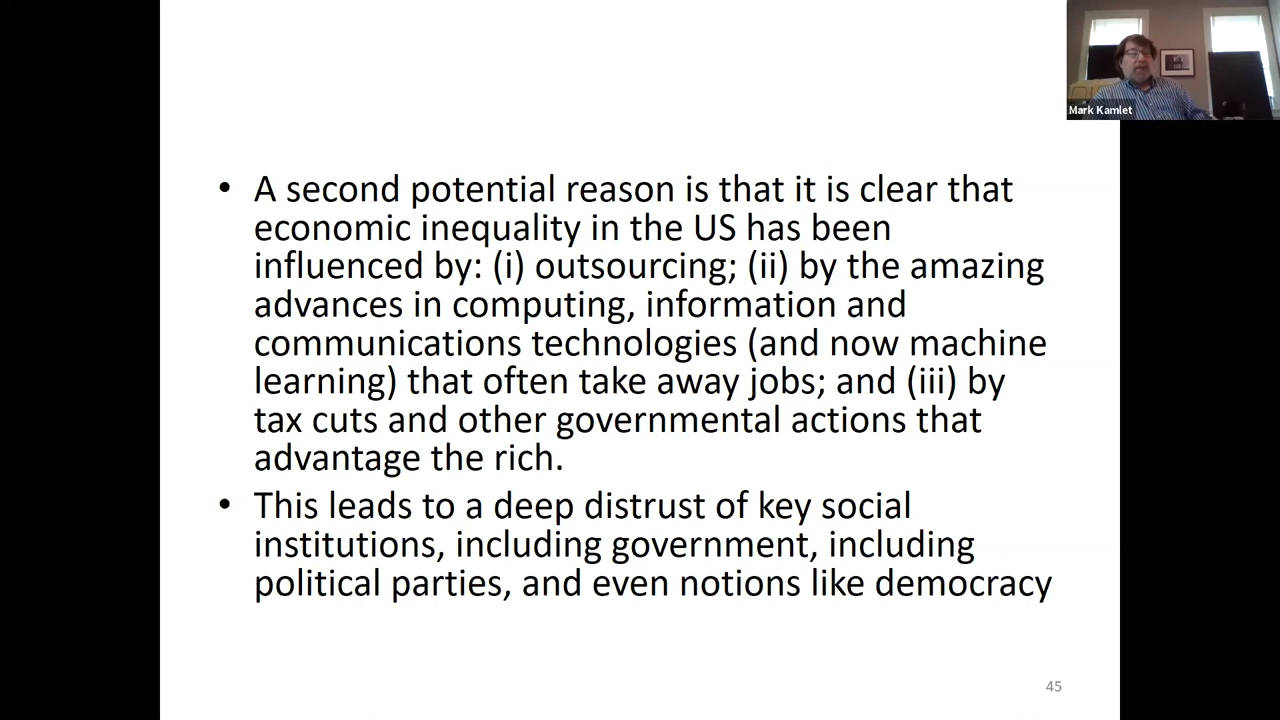 Mark Kamlet
• A second potential reason is that it is clear that
economic inequality in the US has been
influenced by: (i) outsourcing; (ii) by the amazing
advances in computing, information and
communications technologies (and now machine
learning) that often take away jobs; and (iii) by
tax cuts and other governmental actions that
advantage the rich.
• This leads to a deep distrust of key social
institutions, including government, including
political parties, and even notions like democracy
45